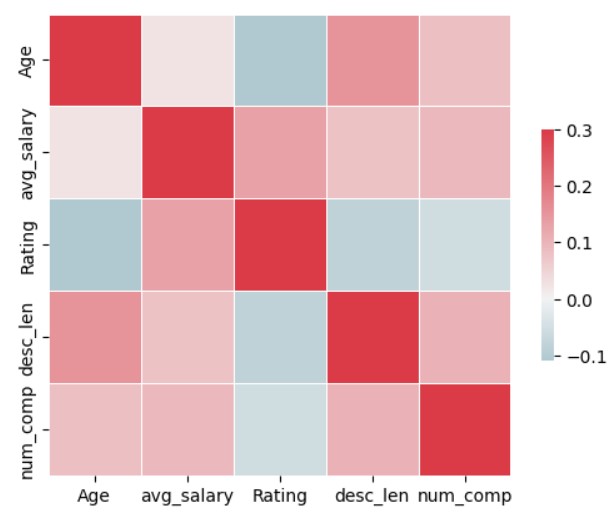 Age
avg_salary
Rating
desc_len
num_comp
Age avg_salary Rating desc_len num_comp
0.3
0.2
0.1
0.0
−0.1